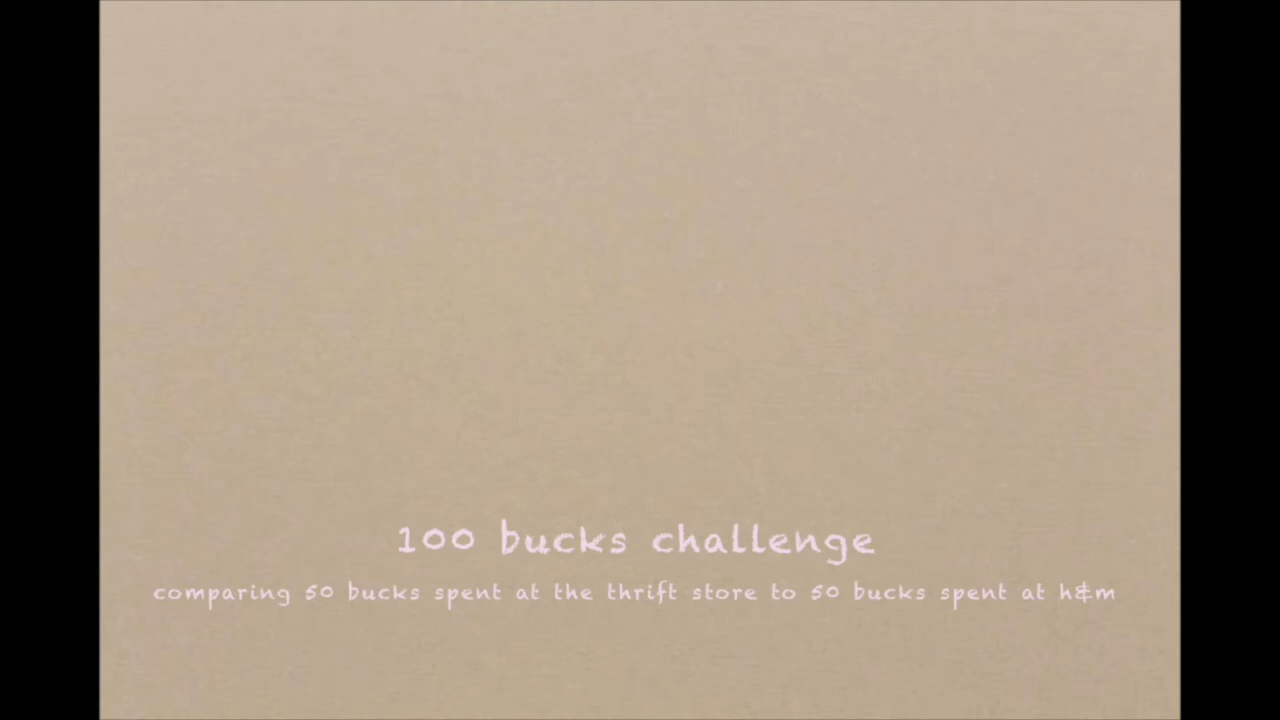 100 bucks challenge
comparing 50 bucks spent at the thrift store to 50 bucks spent at h&m